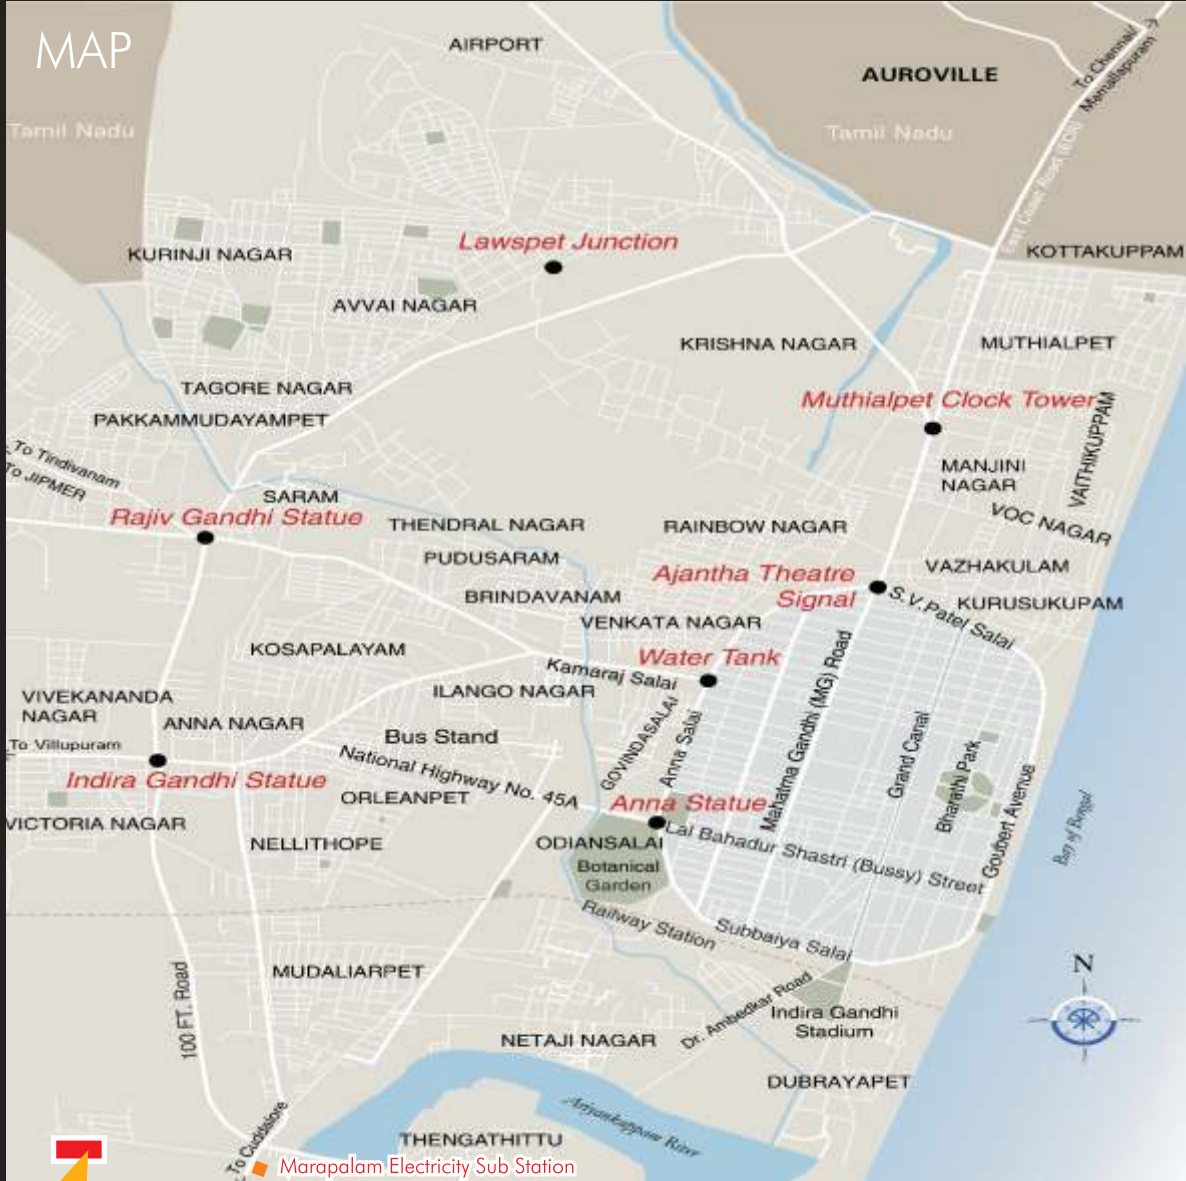 MAP
AIRPORT
AUROVILLE
To Chennai/
Mamallapuram
Tamil Nadu
Tamil Nadu
East Coast Road (ECR)
KURINJI NAGAR
Lawspet Junction
KOTTAKUPPAM
AVVAI NAGAR
KRISHNA NAGAR
MUTHIALPET
TAGORE NAGAR
Muthialpet Clock Tower
PAKKAMMUDAYAMPET
VAITHIKUPPAM
To Tindivanam
To JIPMER
MANJINI
NAGAR
SARAM
Rajiv Gandhi Statue
THENDRAL NAGAR
RAINBOW NAGAR
VOC NAGAR
PUDUSARAM
VAZHAKULAM
Ajantha Theatre
Signal
BRINDAVANAM
S.V.Patel Salai
KURUSUKUPAM
VENKATA NAGAR
KOSAPALAYAM
Water Tank
Kamaraj Salai
ILANGO NAGAR
VIVEKANANDA
NAGAR
ANNA NAGAR
GOVINDASALAI
Anna Salai
Mahatma Gandhi (MG) Road
Grand Canal
Bharathi Park
Goubert Avenue
Bus Stand
To Villupuram
National Highway No. 45A
Indira Gandhi Statue
ORLEANPET
Anna Statue
VICTORIA NAGAR
NELLITHOPE
ODIANSALAI
Lal Bahadur Shastri (Bussy) Street
Bay of Bengal
Botanical
Garden
Railway Station
Subbaiya Salai
N
MUDALIARPET
100 FT. Road
Dr. Ambedkar Road
Indira Gandhi
Stadium
NETAJI NAGAR
DUBRAYAPET
Ariyankuppam River
THENGATHITTU
To Cuddalore
Marapalam Electricity Sub Station